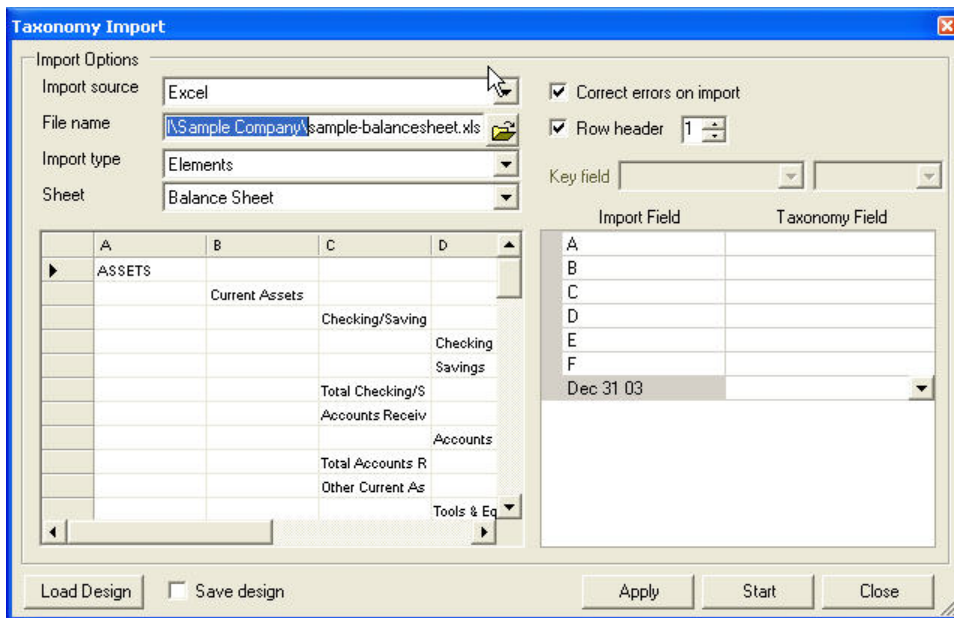 Taxonomy Import
Import Options
Import source Excel
File name l\Sample Company\sample-balancesheet.xls
Import type Elements
Sheet Balance Sheet
Correct errors on import
Row header 1
Key field
Import Field Taxonomy Field
A
B
C
D
E
F
Dec 31 03
A B C D
ASSETS
Current Assets
Checking/Saving
Checking
Savings
Total Checking/S
Accounts Receiv
Accounts
Total Accounts R
Other Current As
Tools & Eq
Load Design Save design Apply Start Close